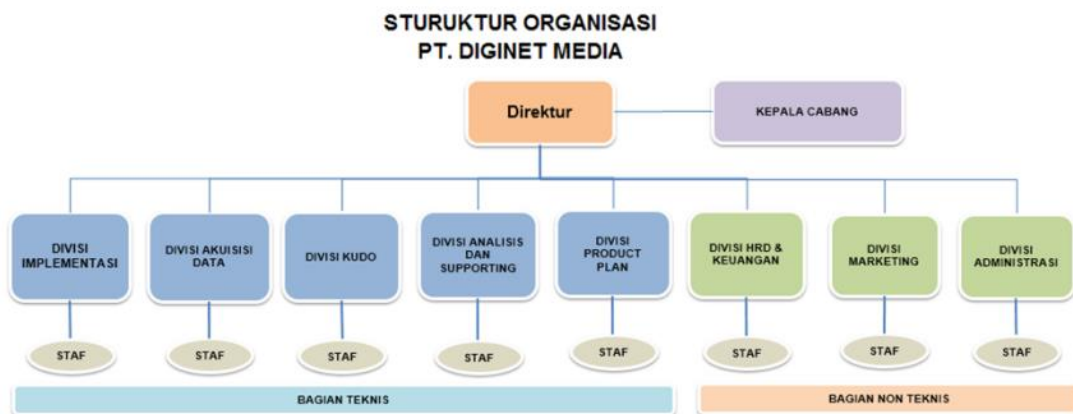 STURUKTUR ORGANISASI
PT. DIGINET MEDIA
Direktur
KEPALA CABANG
DIVISI
IMPLEMENTASI
DIVISI AKUISISI
DATA
DIVISI KUDO
DIVISI ANALISIS
DAN
SUPPORTING
DIVISI
PRODUCT
PLAN
DIVISI HRD &
KEUANGAN
DIVISI
MARKETING
DIVISI
ADMINISTRASI
STAF
STAF
STAF
STAF
STAF
STAF
STAF
STAF
BAGIAN TEKNIS
BAGIAN NON TEKNIS